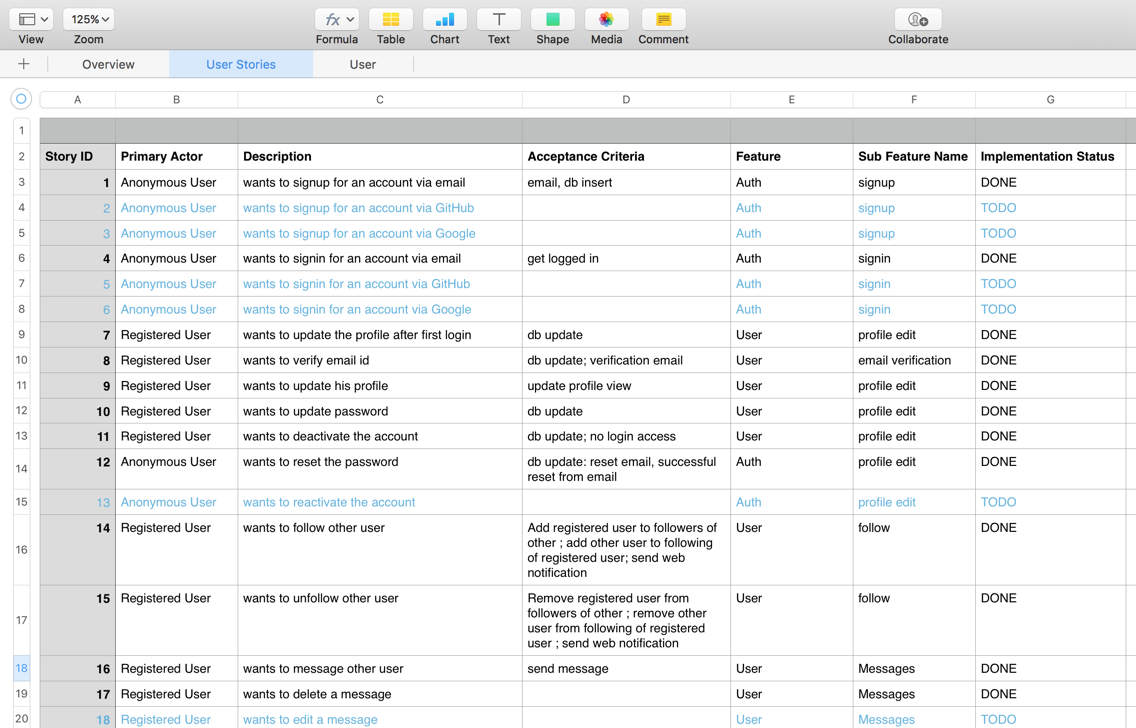 View 125% Zoom fx Formula Table Chart T Text Shape Media Comment Collaborate
+ Overview User Stories User
A B C D E F G
1
2 Story ID Primary Actor Description Acceptance Criteria Feature Sub Feature Name Implementation Status
3 1 Anonymous User wants to signup for an account via email email, db insert Auth signup DONE
4 2 Anonymous User wants to signup for an account via GitHub Auth signup TODO
5 3 Anonymous User wants to signup for an account via Google Auth signup TODO
6 4 Anonymous User wants to signin for an account via email get logged in Auth signin DONE
7 5 Anonymous User wants to signin for an account via GitHub Auth signin TODO
8 6 Anonymous User wants to signin for an account via Google Auth signin TODO
9 7 Registered User wants to update the profile after first login db update User profile edit DONE
10 8 Registered User wants to verify email id db update; verification email User email verification DONE
11 9 Registered User wants to update his profile update profile view User profile edit DONE
12 10 Registered User wants to update password db update User profile edit DONE
13 11 Registered User wants to deactivate the account db update; no login access User profile edit DONE
14 12 Anonymous User wants to reset the password db update: reset email, successful Auth profile edit DONE
reset from email
15 13 Anonymous User wants to reactivate the account Auth profile edit TODO
16 14 Registered User wants to follow other user Add registered user to followers of User follow DONE
other ; add other user to following
of registered user; send web
notification
17 15 Registered User wants to unfollow other user Remove registered user from User follow DONE
followers of other ; remove other
user from following of registered
user ; send web notification
18 16 Registered User wants to message other user send message User Messages DONE
19 17 Registered User wants to delete a message User Messages DONE
20 18 Registered User wants to edit a message User Messages TODO